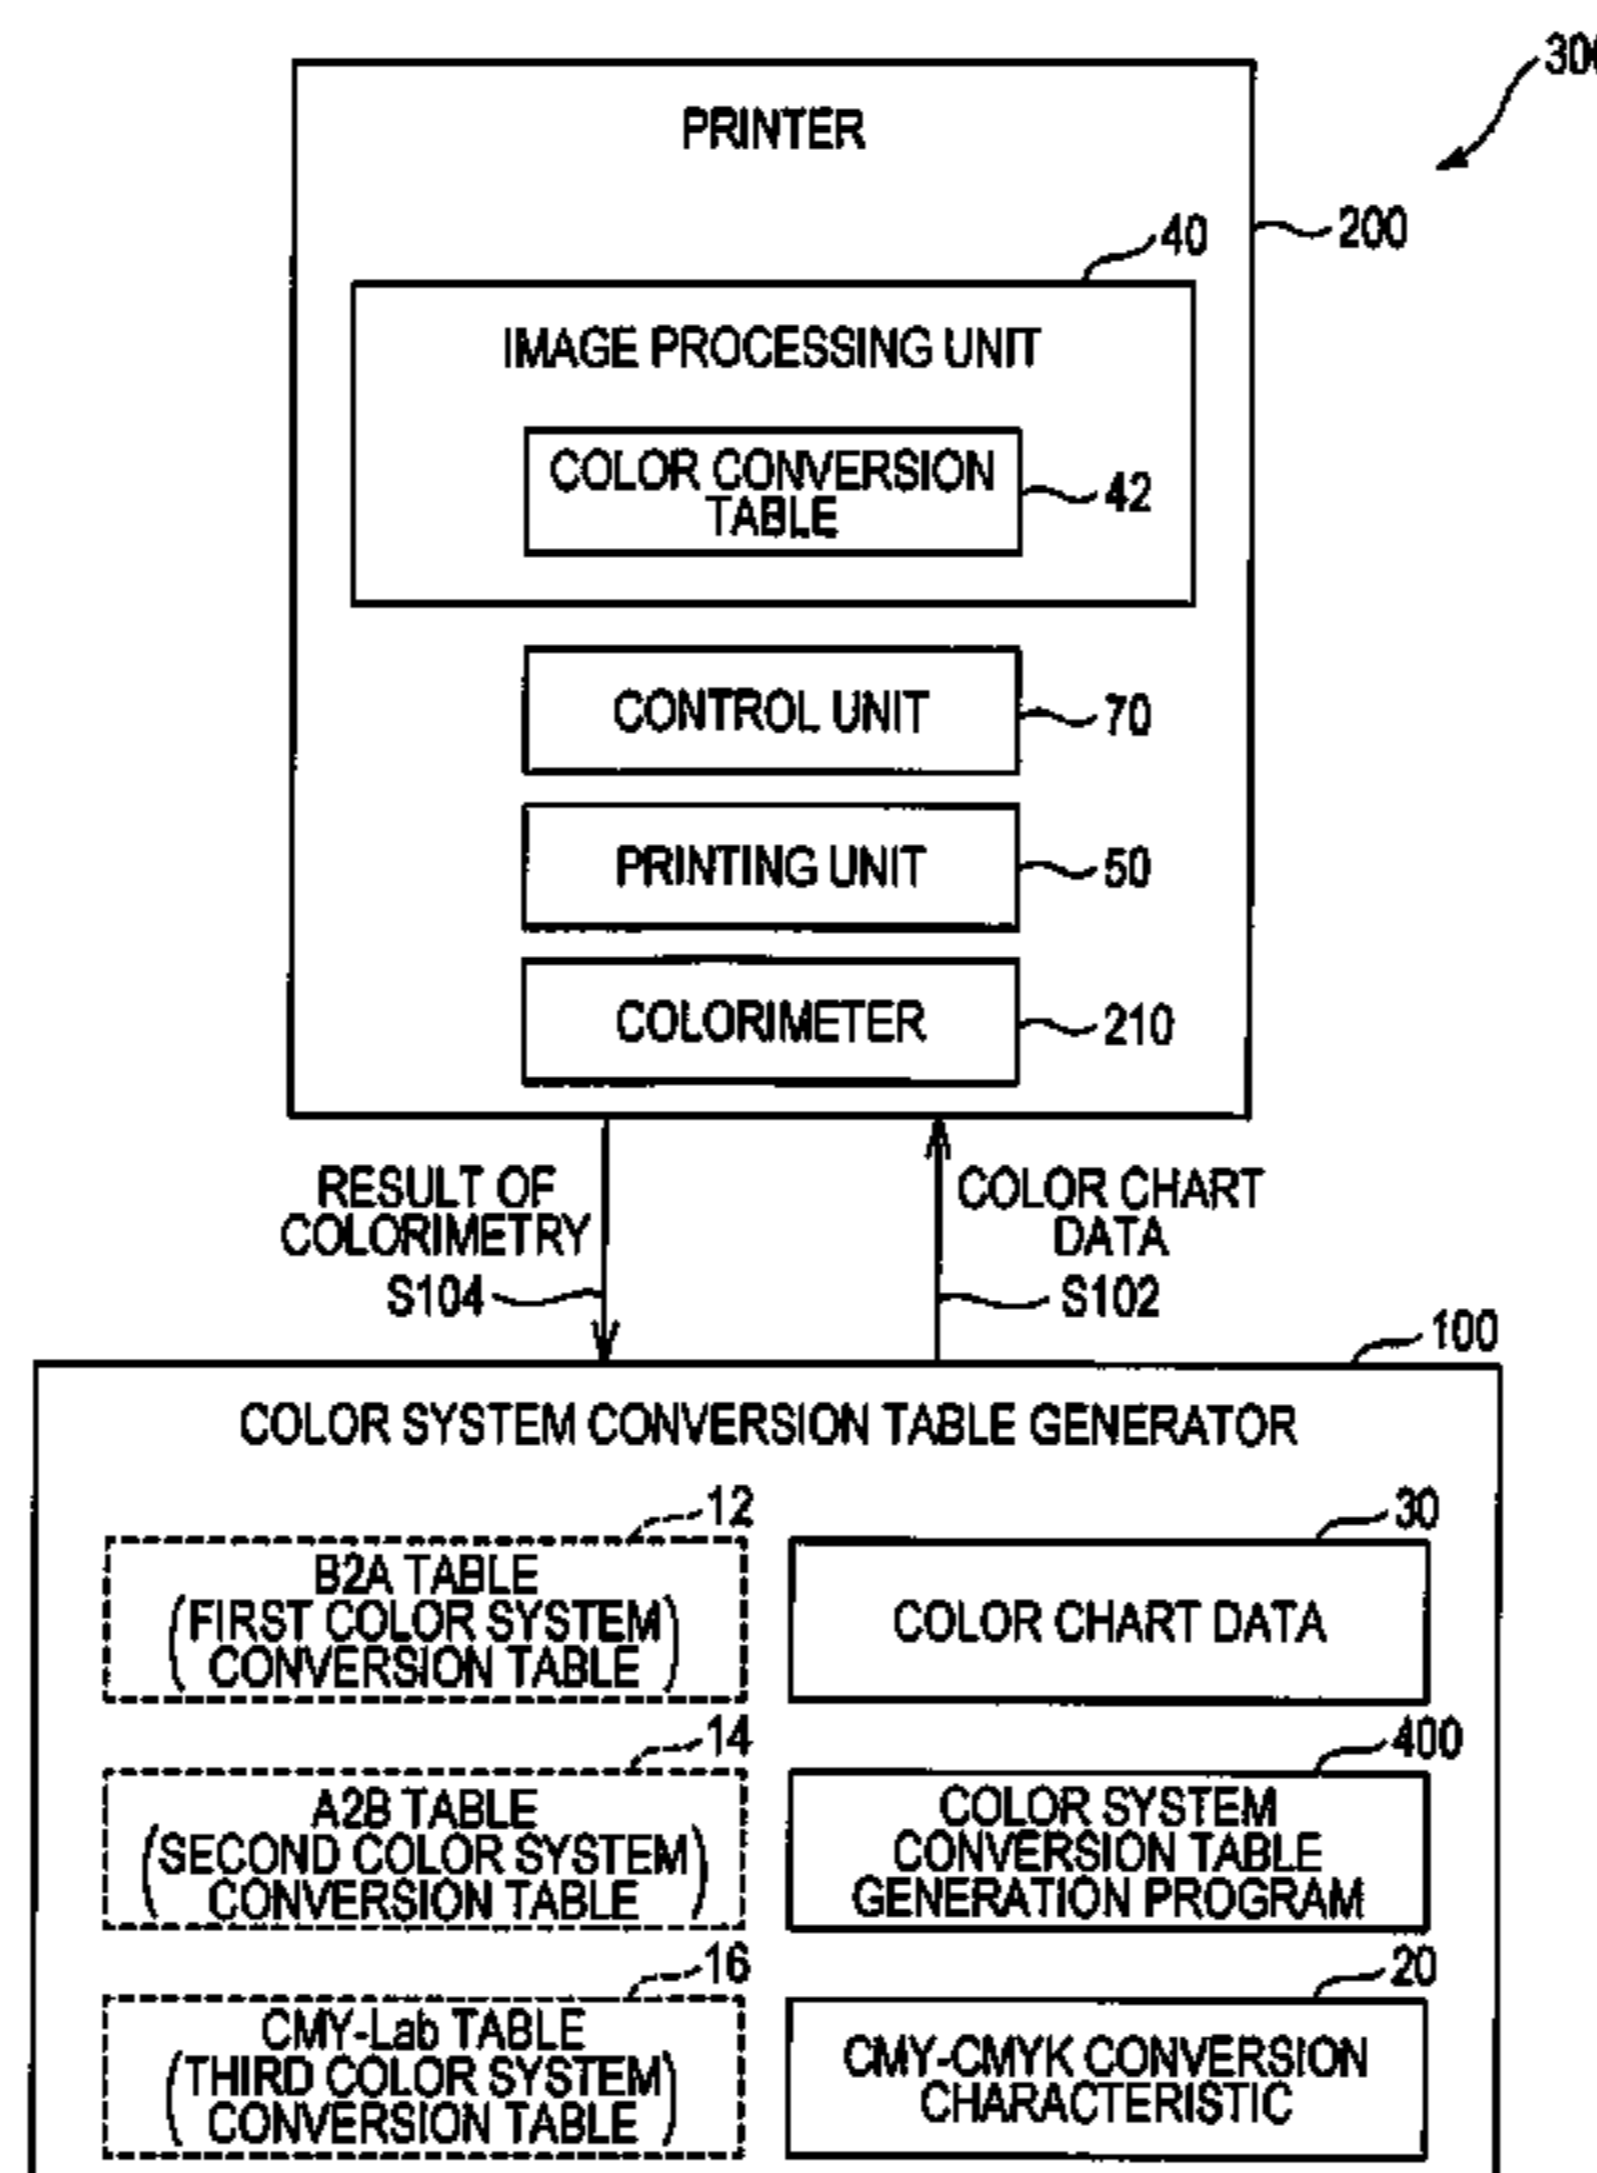 300
PRINTER
200
40
IMAGE PROCESSING UNIT
COLOR CONVERSION
TABLE
42
CONTROL UNIT
70
PRINTING UNIT
50
COLORIMETER
210
RESULT OF
COLORIMETRY
S104
COLOR CHART
DATA
S102
100
COLOR SYSTEM CONVERSION TABLE GENERATOR
12
B2A TABLE
(FIRST COLOR SYSTEM
CONVERSION TABLE)
30
COLOR CHART DATA
14
A2B TABLE
(SECOND COLOR SYSTEM
CONVERSION TABLE)
400
COLOR SYSTEM
CONVERSION TABLE
GENERATION PROGRAM
16
CMY-Lab TABLE
(THIRD COLOR SYSTEM
CONVERSION TABLE)
20
CMY-CMYK CONVERSION
CHARACTERISTIC